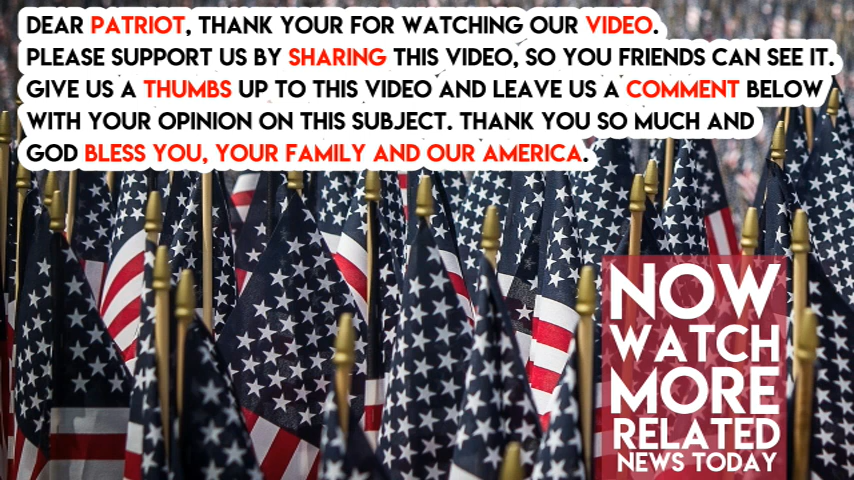 DEAR PATRIOT, THANK YOUR FOR WATCHING OUR VIDEO.
PLEASE SUPPORT US BY SHARING THIS VIDEO, SO YOU FRIENDS CAN SEE IT.
GIVE US A THUMBS UP TO THIS VIDEO AND LEAVE US A COMMENT BELOW
WITH YOUR OPINION ON THIS SUBJECT. THANK YOU SO MUCH AND
GOD BLESS YOU, YOUR FAMILY AND OUR AMERICA.
NOW
WATCH
MORE
RELATED
NEWS TODAY